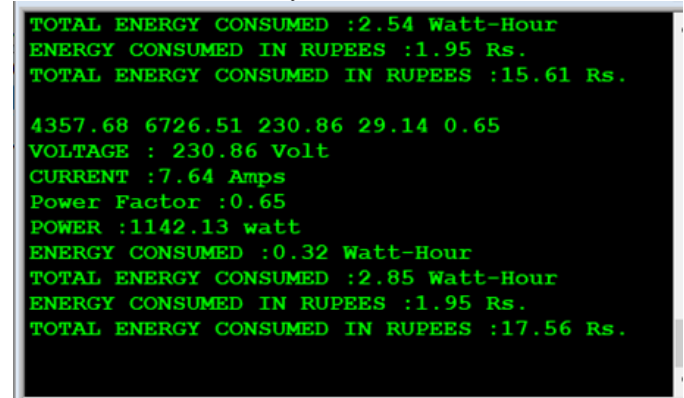 TOTAL ENERGY CONSUMED :2.54 Watt-Hour
ENERGY CONSUMED IN RUPEES :1.95 Rs.
TOTAL ENERGY CONSUMED IN RUPEES :15.61 Rs.
4357.68 6726.51 230.86 29.14 0.65
VOLTAGE : 230.86 Volt
CURRENT :7.64 Amps
Power Factor :0.65
POWER :1142.13 watt
ENERGY CONSUMED :0.32 Watt-Hour
TOTAL ENERGY CONSUMED :2.85 Watt-Hour
ENERGY CONSUMED IN RUPEES :1.95 Rs.
TOTAL ENERGY CONSUMED IN RUPEES :17.56 Rs.